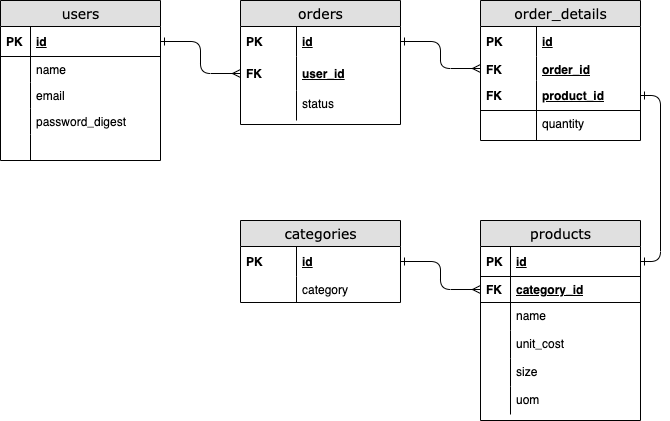 users
PK id
name
email
password_digest
orders
PK id
FK user_id
status
order_details
PK id
FK order_id
FK product_id
quantity
categories
PK id
category
products
PK id
FK category_id
name
unit_cost
size
uom